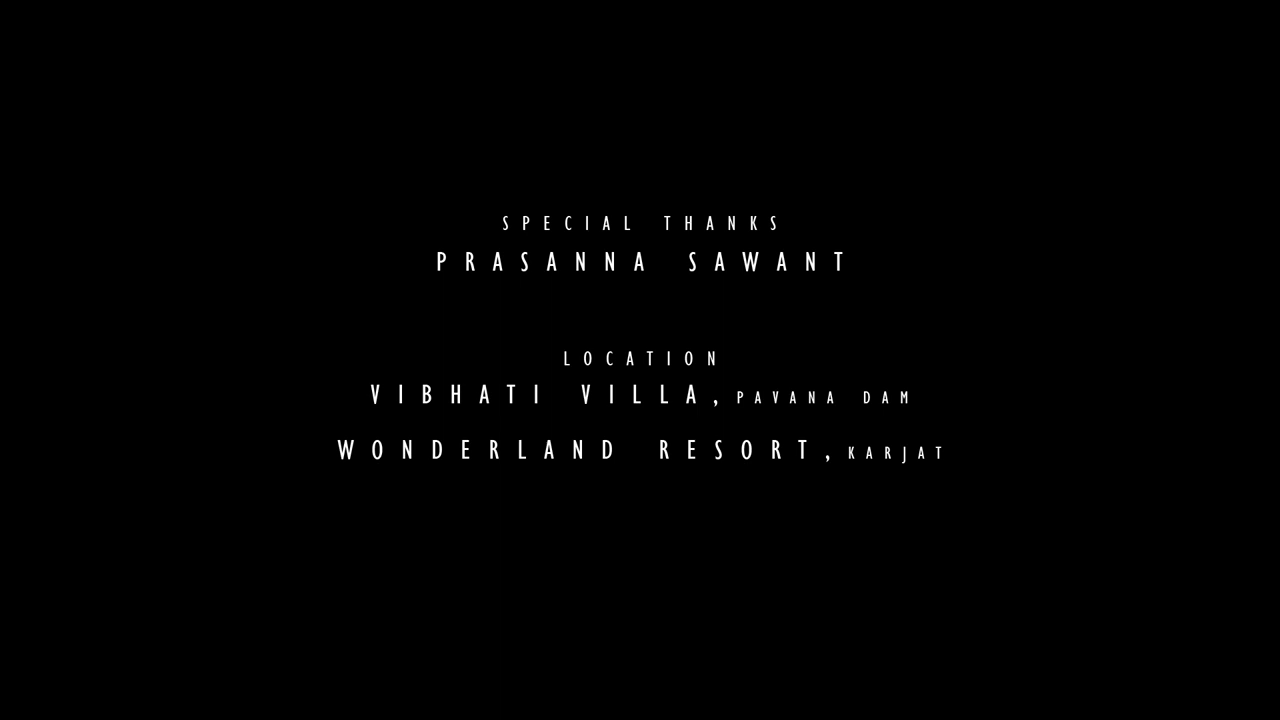 SPECIAL THANKS
PRASANNA SAWANT
LOCATION
VIBHATI VILLA, PAVANA DAM
WONDERLAND RESORT, KARJAT